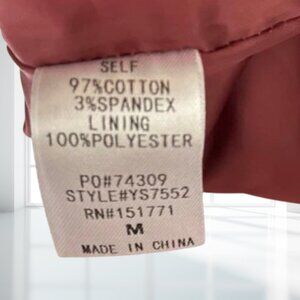 SELF
97%COTTON
3%SPANDEX
LINING
100%POLYESTER
PO#74309
STYLE#YS7552
RN#151771
M
MADE IN CHINA